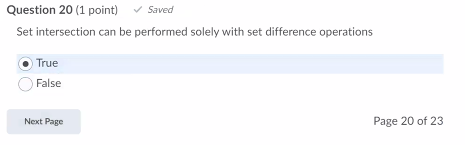 Question 20 (1 point) ✓ Saved
Set intersection can be performed solely with set difference operations
True
False
Next Page Page 20 of 23